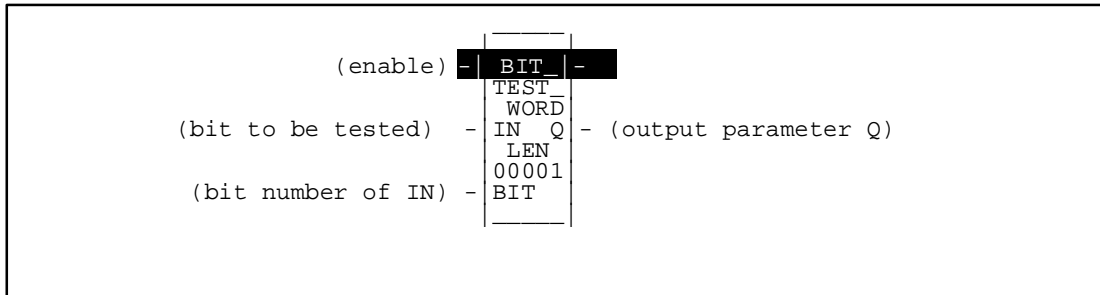 (enable) -| BIT_ |-
TEST_
WORD
(bit to be tested) - IN Q - (output parameter Q)
LEN
00001
(bit number of IN) - BIT